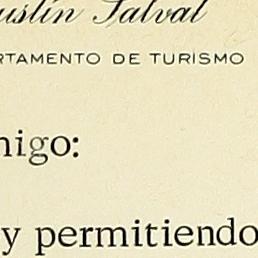 ustín Salval
RTAMENTO DE TURISMO
nigo:
y permitiendo